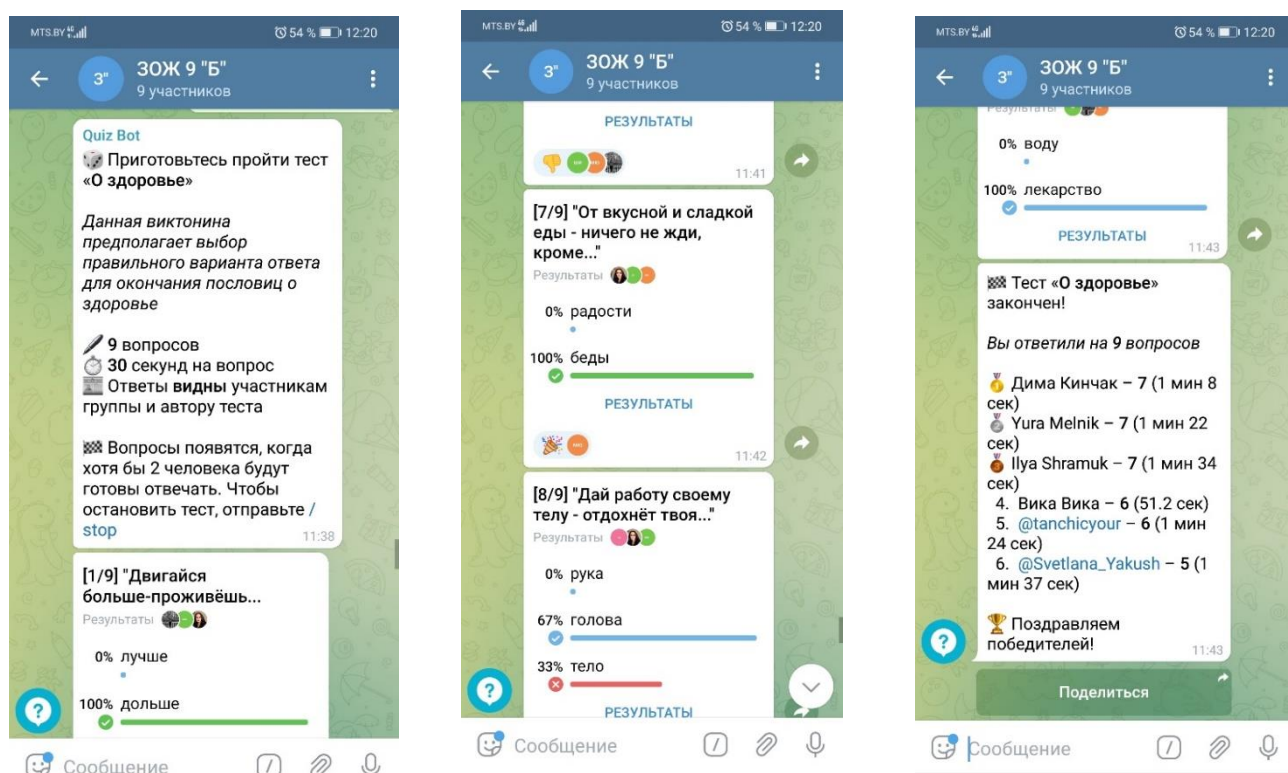 MTS.BY 4G 54 % 12:20
З" ЗОЖ 9 "Б"
9 участников
Quiz Bot
Приготовьтесь пройти тест
«О здоровье»
Данная виктонина
предполагает выбор
правильного варианта ответа
для окончания пословиц о
здоровье
9 вопросов
30 секунд на вопрос
Ответы видны участникам
группы и автору теста
Вопросы появятся, когда
хотя бы 2 человека будут
готовы отвечать. Чтобы
остановить тест, отправьте /
stop
11:38
[1/9] "Двигайся
больше-проживёшь...
Результаты
0% лучше
100% дольше
?
Сообщение
MTS.BY 4G 54 % 12:20
З" ЗОЖ 9 "Б"
9 участников
РЕЗУЛЬТАТЫ
11:41
[7/9] "От вкусной и сладкой
еды - ничего не жди,
кроме..."
Результаты
0% радости
100% беды
РЕЗУЛЬТАТЫ
11:42
[8/9] "Дай работу своему
телу - отдохнёт твоя..."
Результаты
0% рука
67% голова
33% тело
РЕЗУЛЬТАТЫ
?
Сообщение
MTS.BY 4G 54 % 12:20
З" ЗОЖ 9 "Б"
9 участников
Результаты
0% воду
100% лекарство
РЕЗУЛЬТАТЫ
11:43
Тест «О здоровье»
закончен!
Вы ответили на 9 вопросов
Дима Кинчак – 7 (1 мин 8
сек)
Yura Melnik – 7 (1 мин 22
сек)
Ilya Shramuk – 7 (1 мин 34
сек)
4. Вика Вика – 6 (51.2 сек)
5. @tanchicyour – 6 (1 мин
24 сек)
6. @Svetlana_Yakush – 5 (1
мин 37 сек)
Поздравляем
победителей!
11:43
Поделиться
?
Сообщение